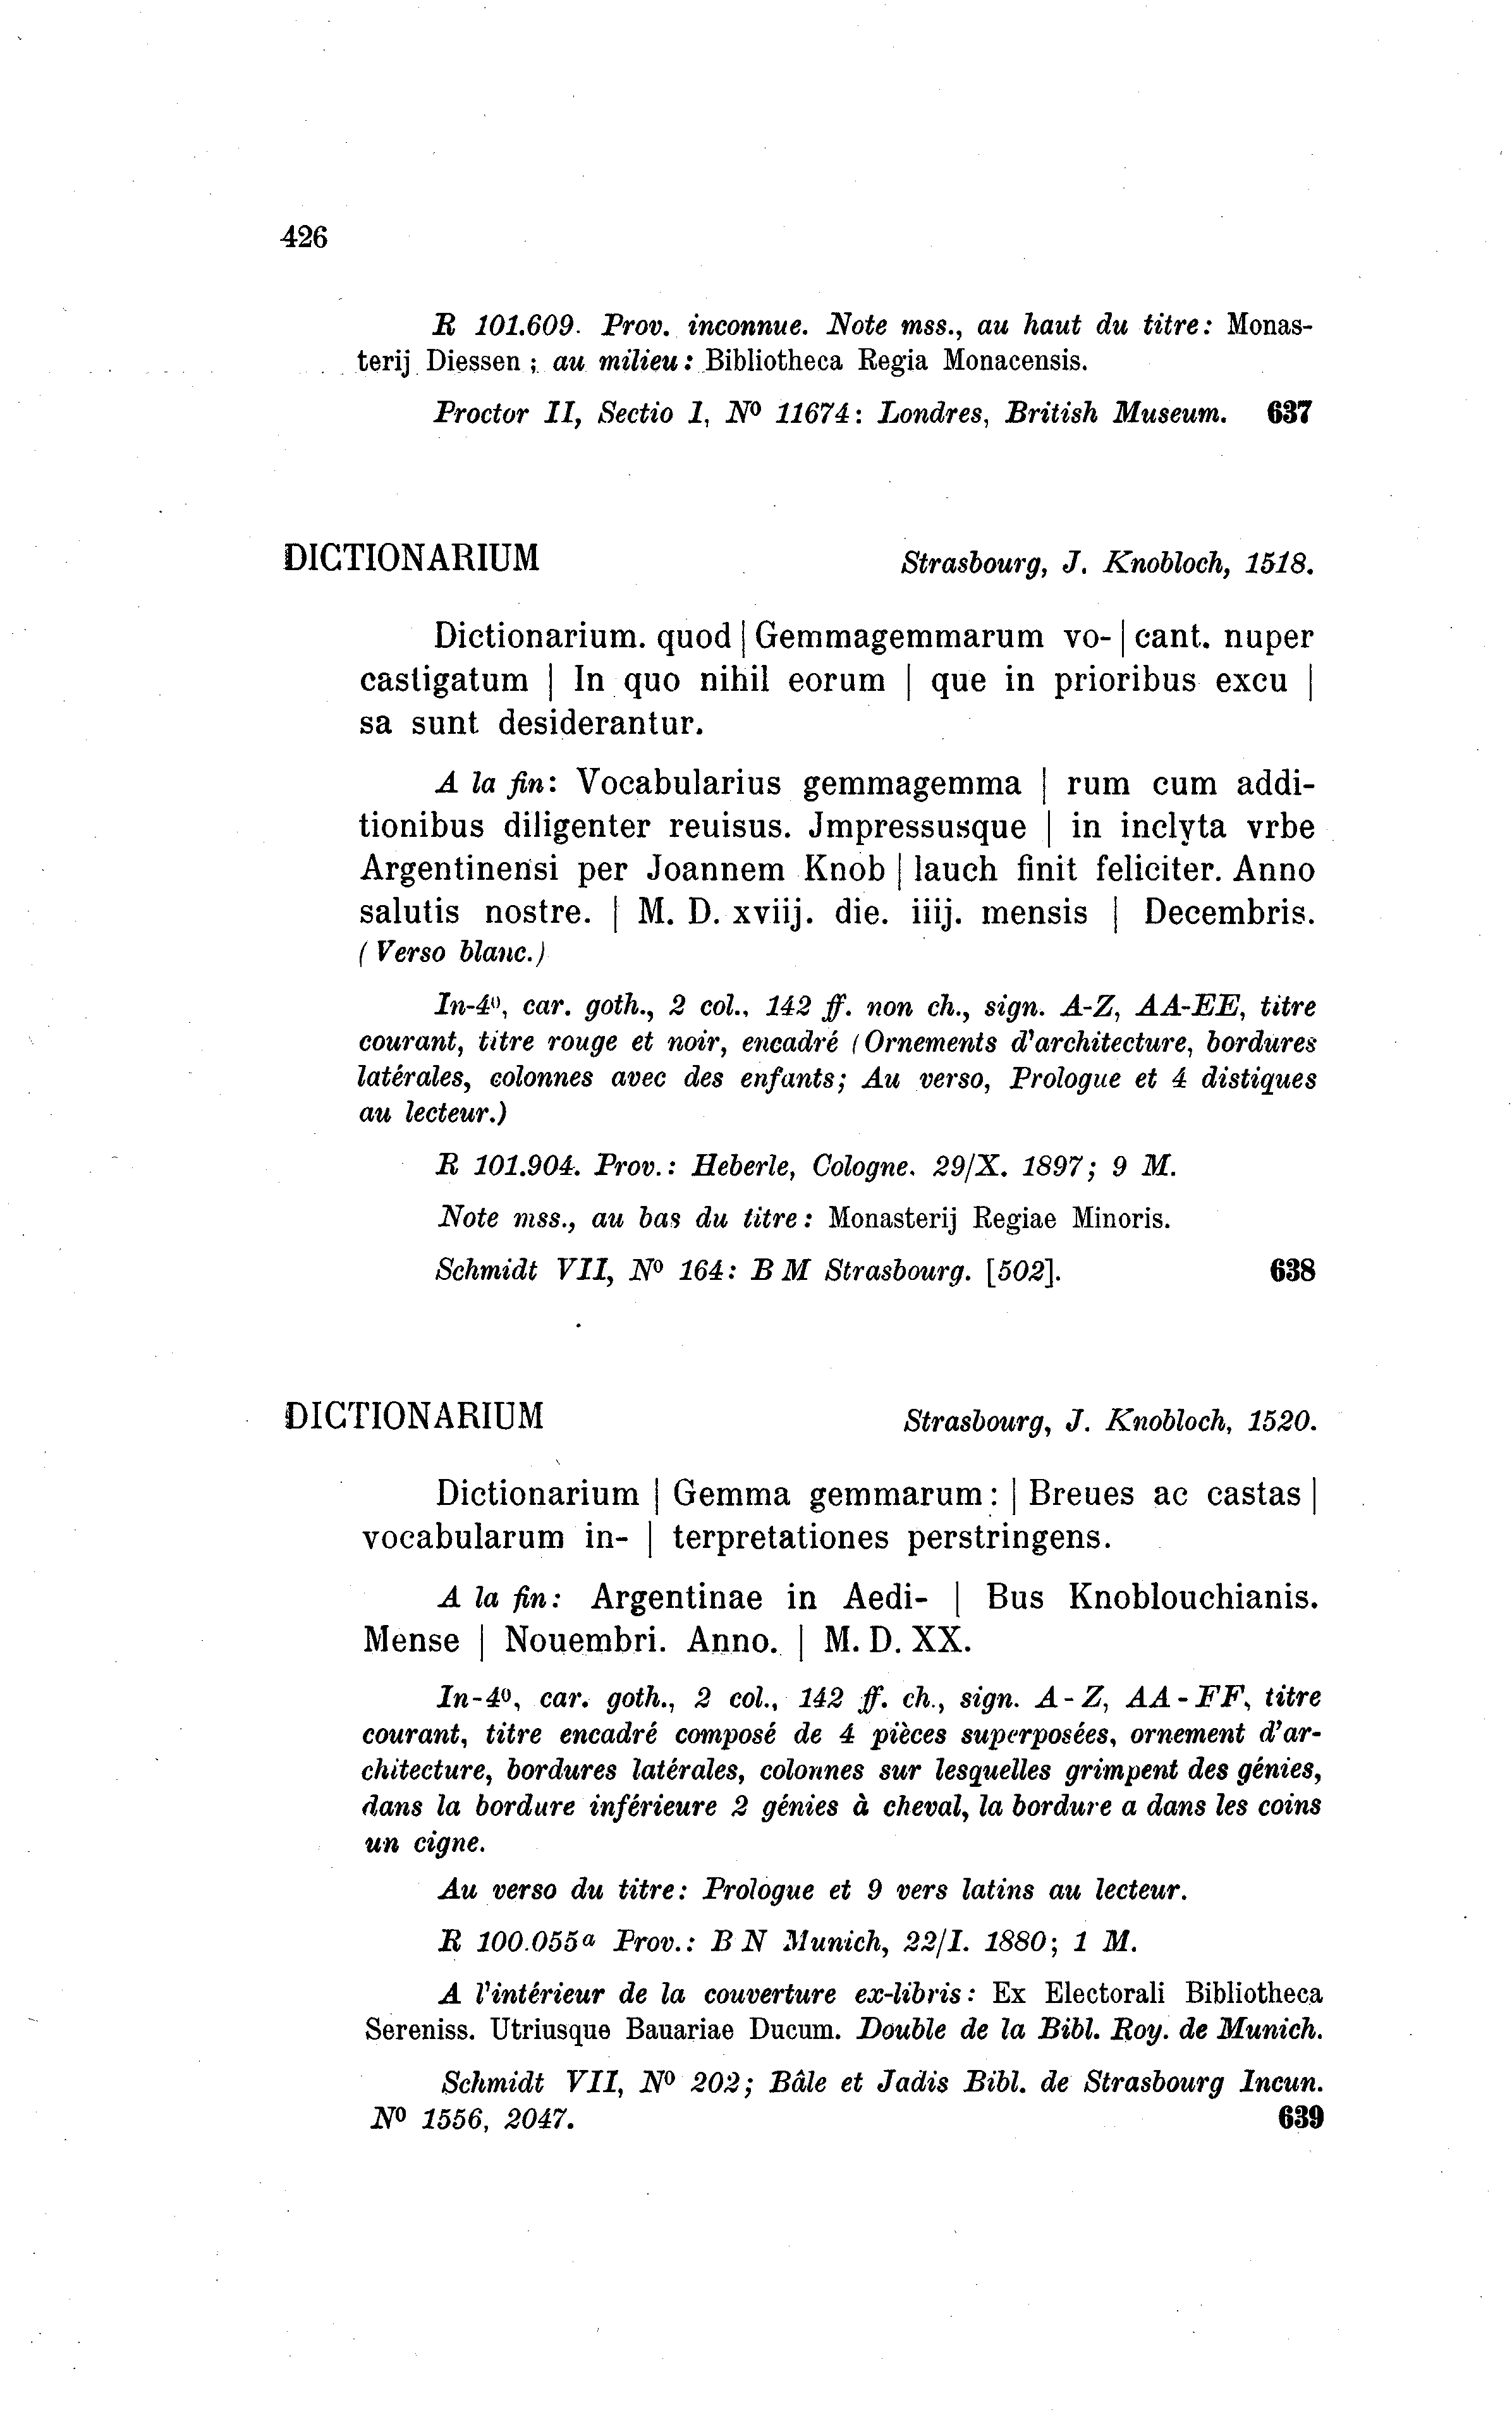 426
R 101.609. Prov. inconnue. Note mss., au haut du titre: Monas-
terij Diessen; au milieu: Bibliotheca Regia Monacensis.
Proctor II, Sectio 1, Nº 11674: Londres, British Museum. 637
DICTIONARIUM Strasbourg, J. Knobloch, 1518.
Dictionarium. quod | Gemmagemmarum vo- | cant. nuper
castigatum | In quo nihil eorum | que in prioribus excu |
sa sunt desiderantur.
A la fin: Vocabularius gemmagemma | rum cum addi-
tionibus diligenter reuisus. Jmpressusque | in inclyta vrbe
Argentinensi per Joannem Knob | lauch finit feliciter. Anno
salutis nostre. | M. D. xviij. die. iiij. mensis | Decembris.
(Verso blanc.)
In-4º, car. goth., 2 col., 142 ff. non ch., sign. A-Z, AA-EE, titre
courant, titre rouge et noir, encadré (Ornements d'architecture, bordures
latérales, colonnes avec des enfants; Au verso, Prologue et 4 distiques
au lecteur.)
R 101.904. Prov.: Heberle, Cologne. 29/X. 1897; 9 M.
Note mss., au bas du titre: Monasterij Regiae Minoris.
Schmidt VII, Nº 164: B M Strasbourg. [502]. 638
DICTIONARIUM Strasbourg, J. Knobloch, 1520.
Dictionarium | Gemma gemmarum: | Breues ac castas |
vocabularum in- | terpretationes perstringens.
A la fin: Argentinae in Aedi- | Bus Knoblouchianis.
Mense | Nouembri. Anno. | M. D. XX.
In-4º, car. goth., 2 col., 142 ff. ch., sign. A-Z, AA-FF, titre
courant, titre encadré composé de 4 pièces superposées, ornement d'ar-
chitecture, bordures latérales, colonnes sur lesquelles grimpent des génies,
dans la bordure inférieure 2 génies à cheval, la bordure a dans les coins
un cigne.
Au verso du titre: Prologue et 9 vers latins au lecteur.
R 100.055a Prov.: B N Munich, 22/I. 1880; 1 M.
A l'intérieur de la couverture ex-libris: Ex Electorali Bibliotheca
Sereniss. Utriusque Bauariae Ducum. Double de la Bibl. Roy. de Munich.
Schmidt VII, Nº 202; Bâle et Jadis Bibl. de Strasbourg Incun.
Nº 1556, 2047. 639